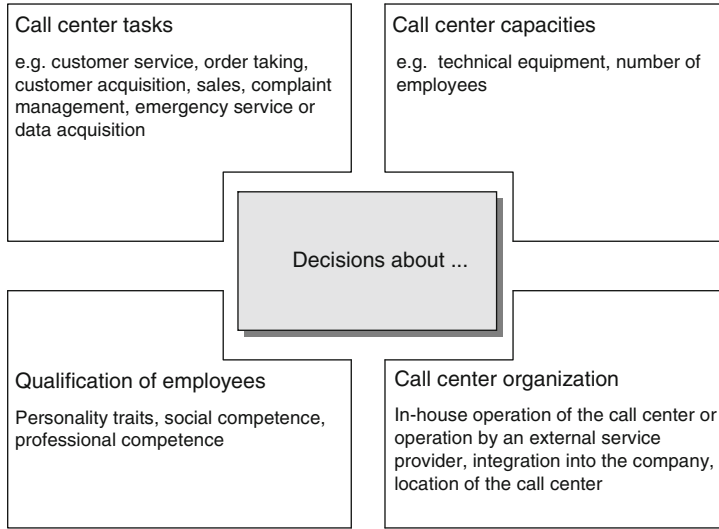 Call center tasks
e.g. customer service, order taking,
customer acquisition, sales, complaint
management, emergency service or
data acquisition
Call center capacities
e.g. technical equipment, number of
employees
Decisions about ...
Qualification of employees
Personality traits, social competence,
professional competence
Call center organization
In-house operation of the call center or
operation by an external service
provider, integration into the company,
location of the call center